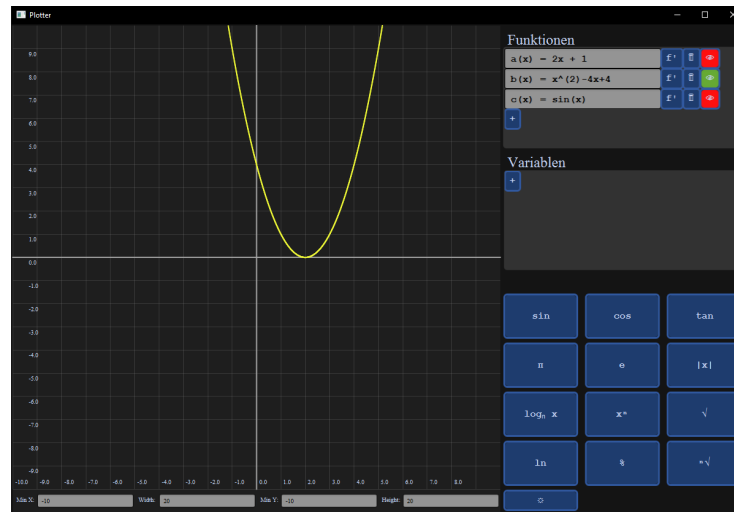 Plotter
Funktionen
a(x) = 2x + 1
f'
b(x) = x^(2)-4x+4
f'
c(x) = sin(x)
f'
+
Variablen
+
9.0
8.0
7.0
6.0
5.0
4.0
3.0
2.0
1.0
0.0
-1.0
-2.0
-3.0
-4.0
-5.0
-6.0
-7.0
-8.0
-9.0
-10.0 -9.0 -8.0 -7.0 -6.0 -5.0 -4.0 -3.0 -2.0 -1.0 0.0 1.0 2.0 3.0 4.0 5.0 6.0 7.0 8.0
Min X: -10 Width: 20 Min Y: -10 Height: 20
sin cos tan
π e |x|
logₙ x xⁿ √
ln % ⁿ√